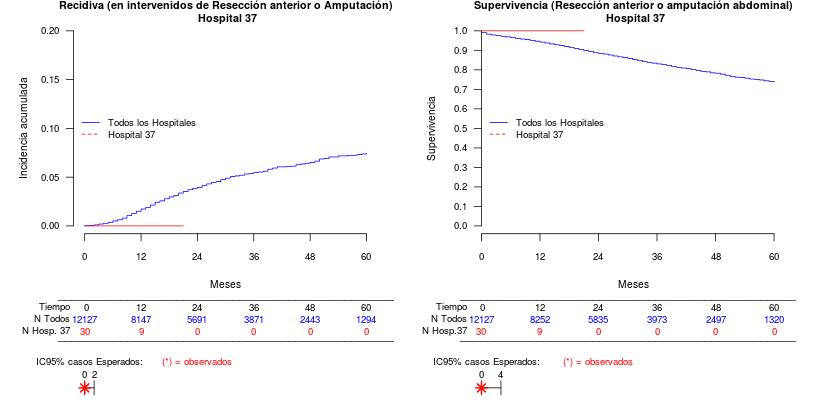 Recidiva (en intervenidos de Resección anterior o Amputación)
Hospital 37
0.20
0.15
0.10
0.05
0.00
Incidencia acumulada
Todos los Hospitales
Hospital 37
0 12 24 36 48 60
Meses
Tiempo 0 12 24 36 48 60
N Todos 12127 8147 5691 3871 2443 1294
N Hosp. 37 30 9 0 0 0 0
IC95% casos Esperados: (*) = observados
0 2
Supervivencia (Resección anterior o amputación abdominal)
Hospital 37
1.0
0.9
0.8
0.7
0.6
0.5
0.4
0.3
0.2
0.1
0.0
Supervivencia
Todos los Hospitales
Hospital 37
0 12 24 36 48 60
Meses
Tiempo 0 12 24 36 48 60
N Todos 12127 8252 5835 3973 2497 1320
N Hosp.37 30 9 0 0 0 0
IC95% casos Esperados: (*) = observados
0 4